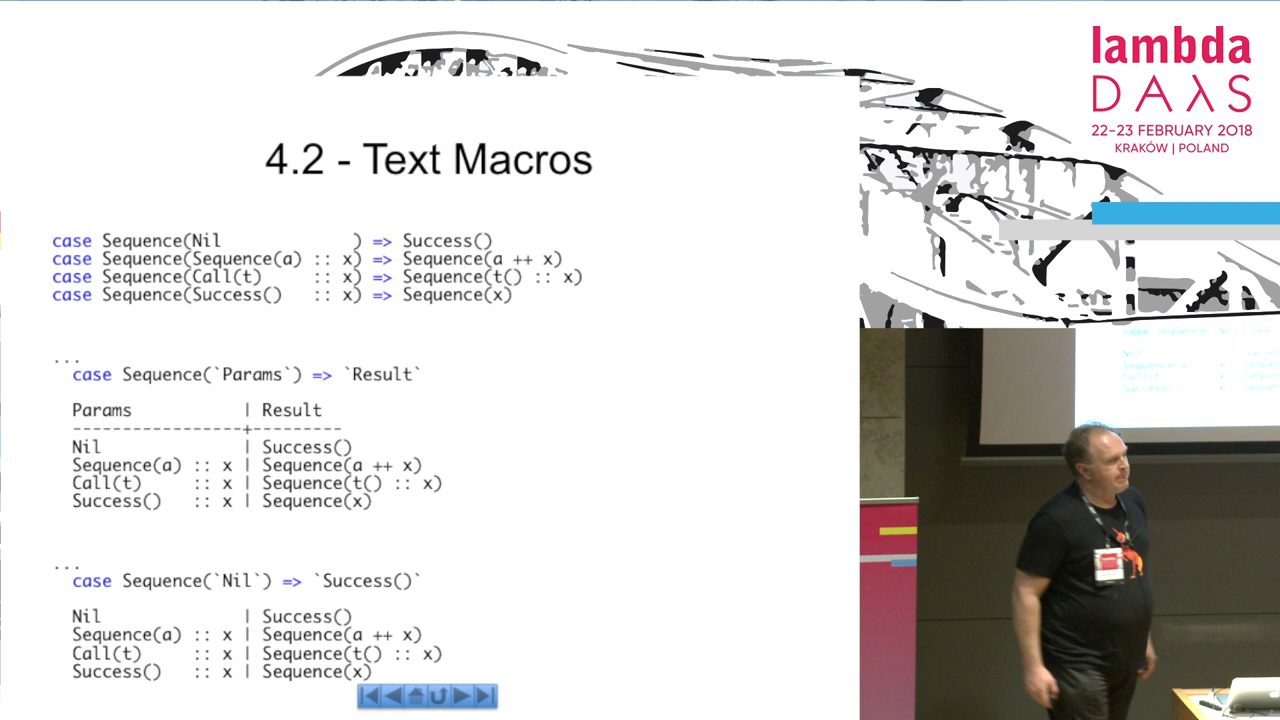 lambda
DAYS
22-23 FEBRUARY 2018
KRAKÓW | POLAND
4.2 - Text Macros
case Sequence(Nil              ) => Success()
case Sequence(Sequence(a) :: x) => Sequence(a ++ x)
case Sequence(Call(t)     :: x) => Sequence(t() :: x)
case Sequence(Success()   :: x) => Sequence(x)
...
case Sequence(`Params`) => `Result`
Params           | Result
-----------------+---------
Nil              | Success()
Sequence(a) :: x | Sequence(a ++ x)
Call(t)     :: x | Sequence(t() :: x)
Success()   :: x | Sequence(x)
...
case Sequence(`Nil`) => `Success()`
Nil              | Success()
Sequence(a) :: x | Sequence(a ++ x)
Call(t)     :: x | Sequence(t() :: x)
Success()   :: x | Sequence(x)